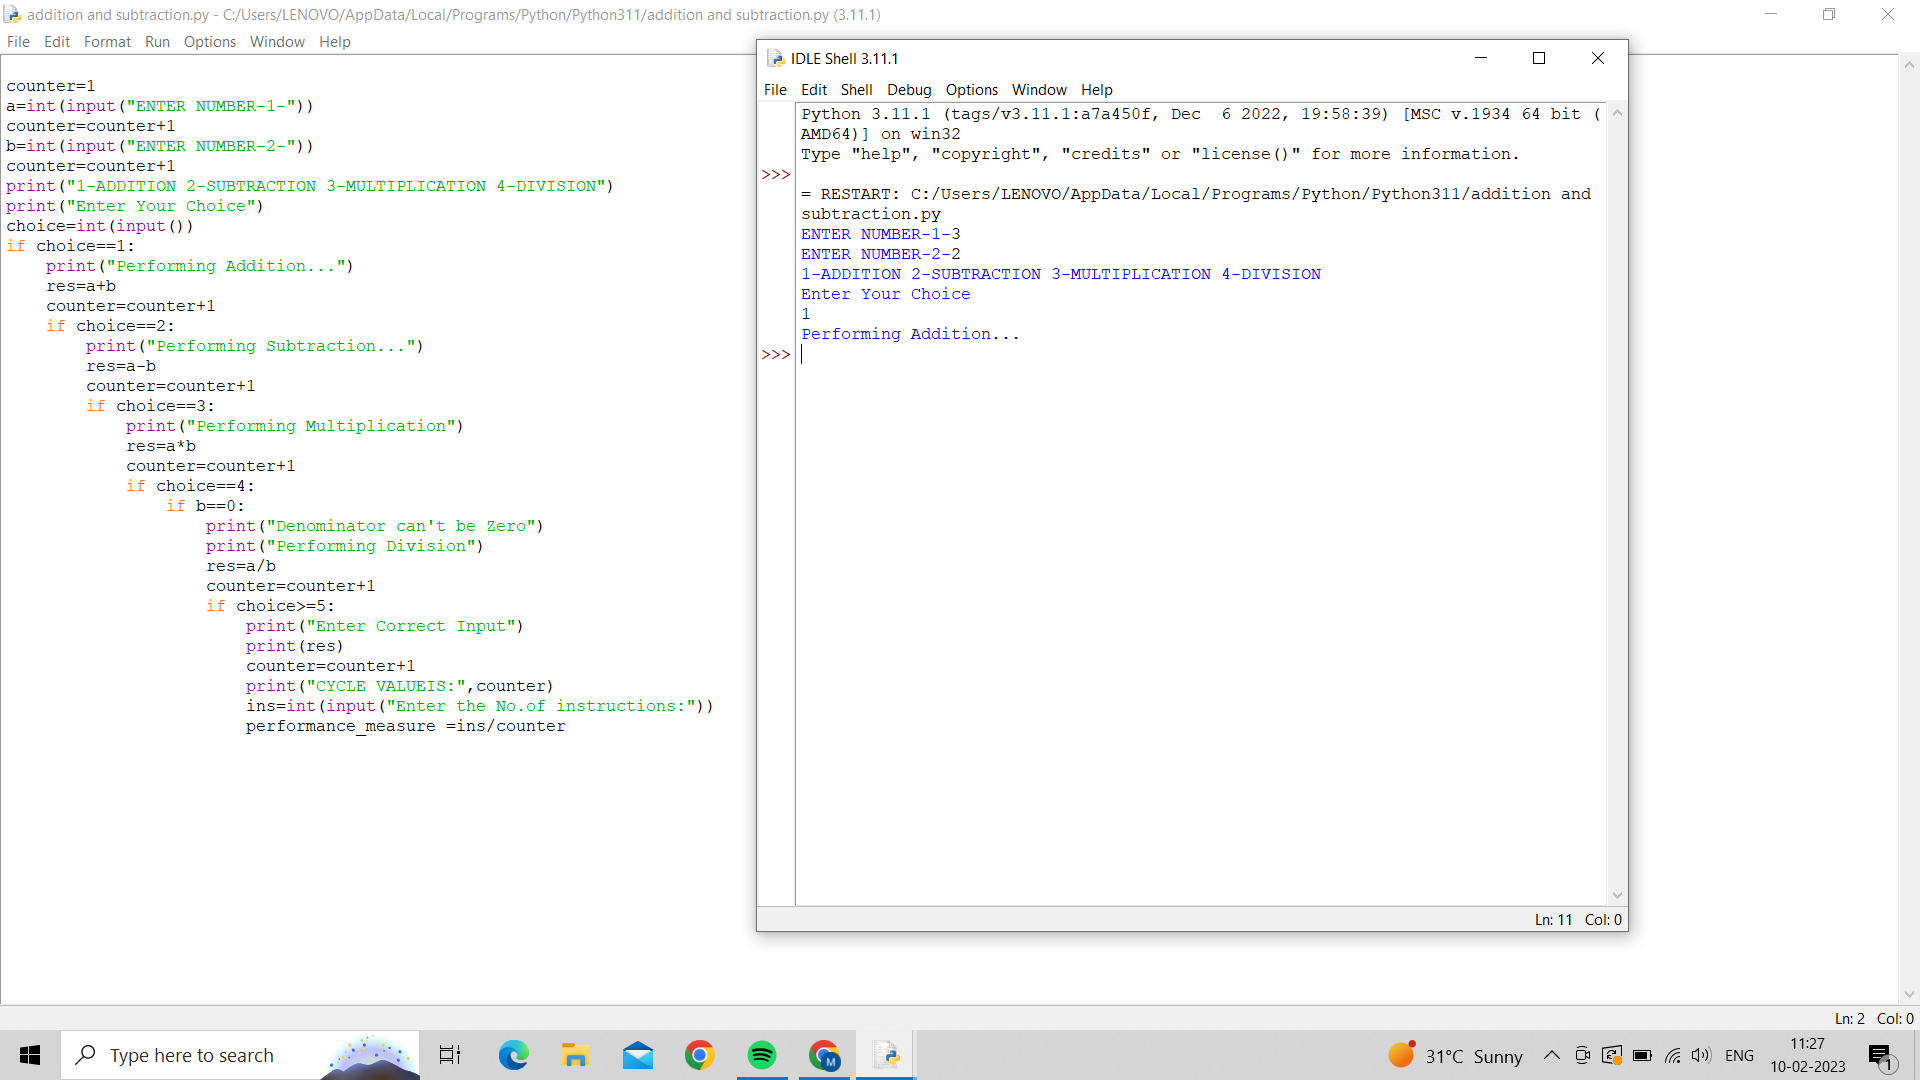 addition and subtraction.py - C:/Users/LENOVO/AppData/Local/Programs/Python/Python311/addition and subtraction.py (3.11.1)
File Edit Format Run Options Window Help
counter=1
a=int(input("ENTER NUMBER-1-"))
counter=counter+1
b=int(input("ENTER NUMBER-2-"))
counter=counter+1
print("1-ADDITION 2-SUBTRACTION 3-MULTIPLICATION 4-DIVISION")
print("Enter Your Choice")
choice=int(input())
if choice==1:
    print("Performing Addition...")
    res=a+b
    counter=counter+1
    if choice==2:
        print("Performing Subtraction...")
        res=a-b
        counter=counter+1
        if choice==3:
            print("Performing Multiplication")
            res=a*b
            counter=counter+1
            if choice==4:
                if b==0:
                    print("Denominator can't be Zero")
                    print("Performing Division")
                    res=a/b
                    counter=counter+1
                    if choice>=5:
                        print("Enter Correct Input")
                        print(res)
                        counter=counter+1
                        print("CYCLE VALUEIS:",counter)
                        ins=int(input("Enter the No.of instructions:"))
                        performance_measure =ins/counter
IDLE Shell 3.11.1
File Edit Shell Debug Options Window Help
Python 3.11.1 (tags/v3.11.1:a7a450f, Dec  6 2022, 19:58:39) [MSC v.1934 64 bit (
AMD64)] on win32
Type "help", "copyright", "credits" or "license()" for more information.
>>>
= RESTART: C:/Users/LENOVO/AppData/Local/Programs/Python/Python311/addition and
subtraction.py
ENTER NUMBER-1-3
ENTER NUMBER-2-2
1-ADDITION 2-SUBTRACTION 3-MULTIPLICATION 4-DIVISION
Enter Your Choice
1
Performing Addition...
>>>
Ln: 11 Col: 0
Ln: 2 Col: 0
Type here to search
M
31°C Sunny
ENG
11:27
10-02-2023
1